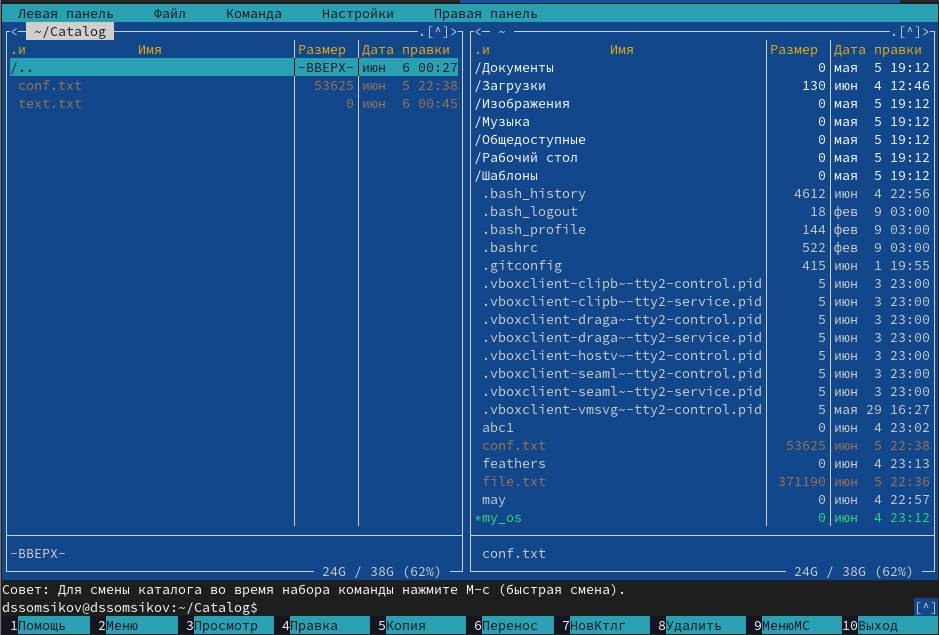 Левая панель Файл Команда Настройки Правая панель
<- ~/Catalog .[^]>
.и Имя Размер Дата правки
/.. -ВВЕРХ- июн 6 00:27
conf.txt 53625 июн 5 22:38
text.txt 0 июн 6 00:45
-ВВЕРХ-
24G / 38G (62%)
<- ~ .[^]>
.и Имя Размер Дата правки
/Документы 0 мая 5 19:12
/Загрузки 130 июн 4 12:46
/Изображения 0 мая 5 19:12
/Музыка 0 мая 5 19:12
/Общедоступные 0 мая 5 19:12
/Рабочий стол 0 мая 5 19:12
/Шаблоны 0 мая 5 19:12
.bash_history 4612 июн 4 22:56
.bash_logout 18 фев 9 03:00
.bash_profile 144 фев 9 03:00
.bashrc 522 фев 9 03:00
.gitconfig 415 июн 1 19:55
.vboxclient-clipb~-tty2-control.pid 5 июн 3 23:00
.vboxclient-clipb~-tty2-service.pid 5 июн 3 23:00
.vboxclient-draga~-tty2-control.pid 5 июн 3 23:00
.vboxclient-draga~-tty2-service.pid 5 июн 3 23:00
.vboxclient-hostv~-tty2-control.pid 5 июн 3 23:00
.vboxclient-seaml~-tty2-control.pid 5 июн 3 23:00
.vboxclient-seaml~-tty2-service.pid 5 июн 3 23:00
.vboxclient-vmsvg~-tty2-control.pid 5 мая 29 16:27
abc1 0 июн 4 23:02
conf.txt 53625 июн 5 22:38
feathers 0 июн 4 23:13
file.txt 371190 июн 5 22:36
may 0 июн 4 22:57
*my_os 0 июн 4 23:12
conf.txt
24G / 38G (62%)
Совет: Для смены каталога во время набора команды нажмите M-c (быстрая смена).
dssomsikov@dssomsikov:~/Catalog$ [^]
1Помощь 2Меню 3Просмотр 4Правка 5Копия 6Перенос 7НовКтлг 8Удалить 9МенюMC 10Выход